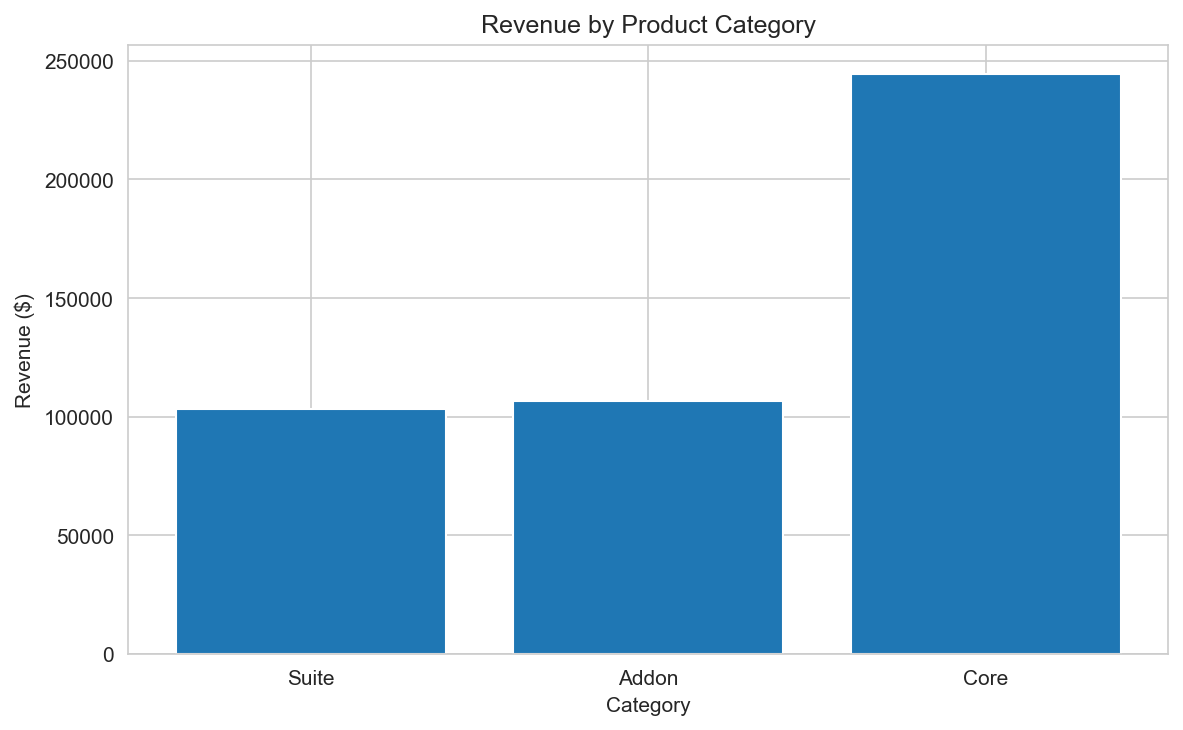 Revenue by Product Category
Revenue ($)
250000
200000
150000
100000
50000
0
Suite
Addon
Core
Category